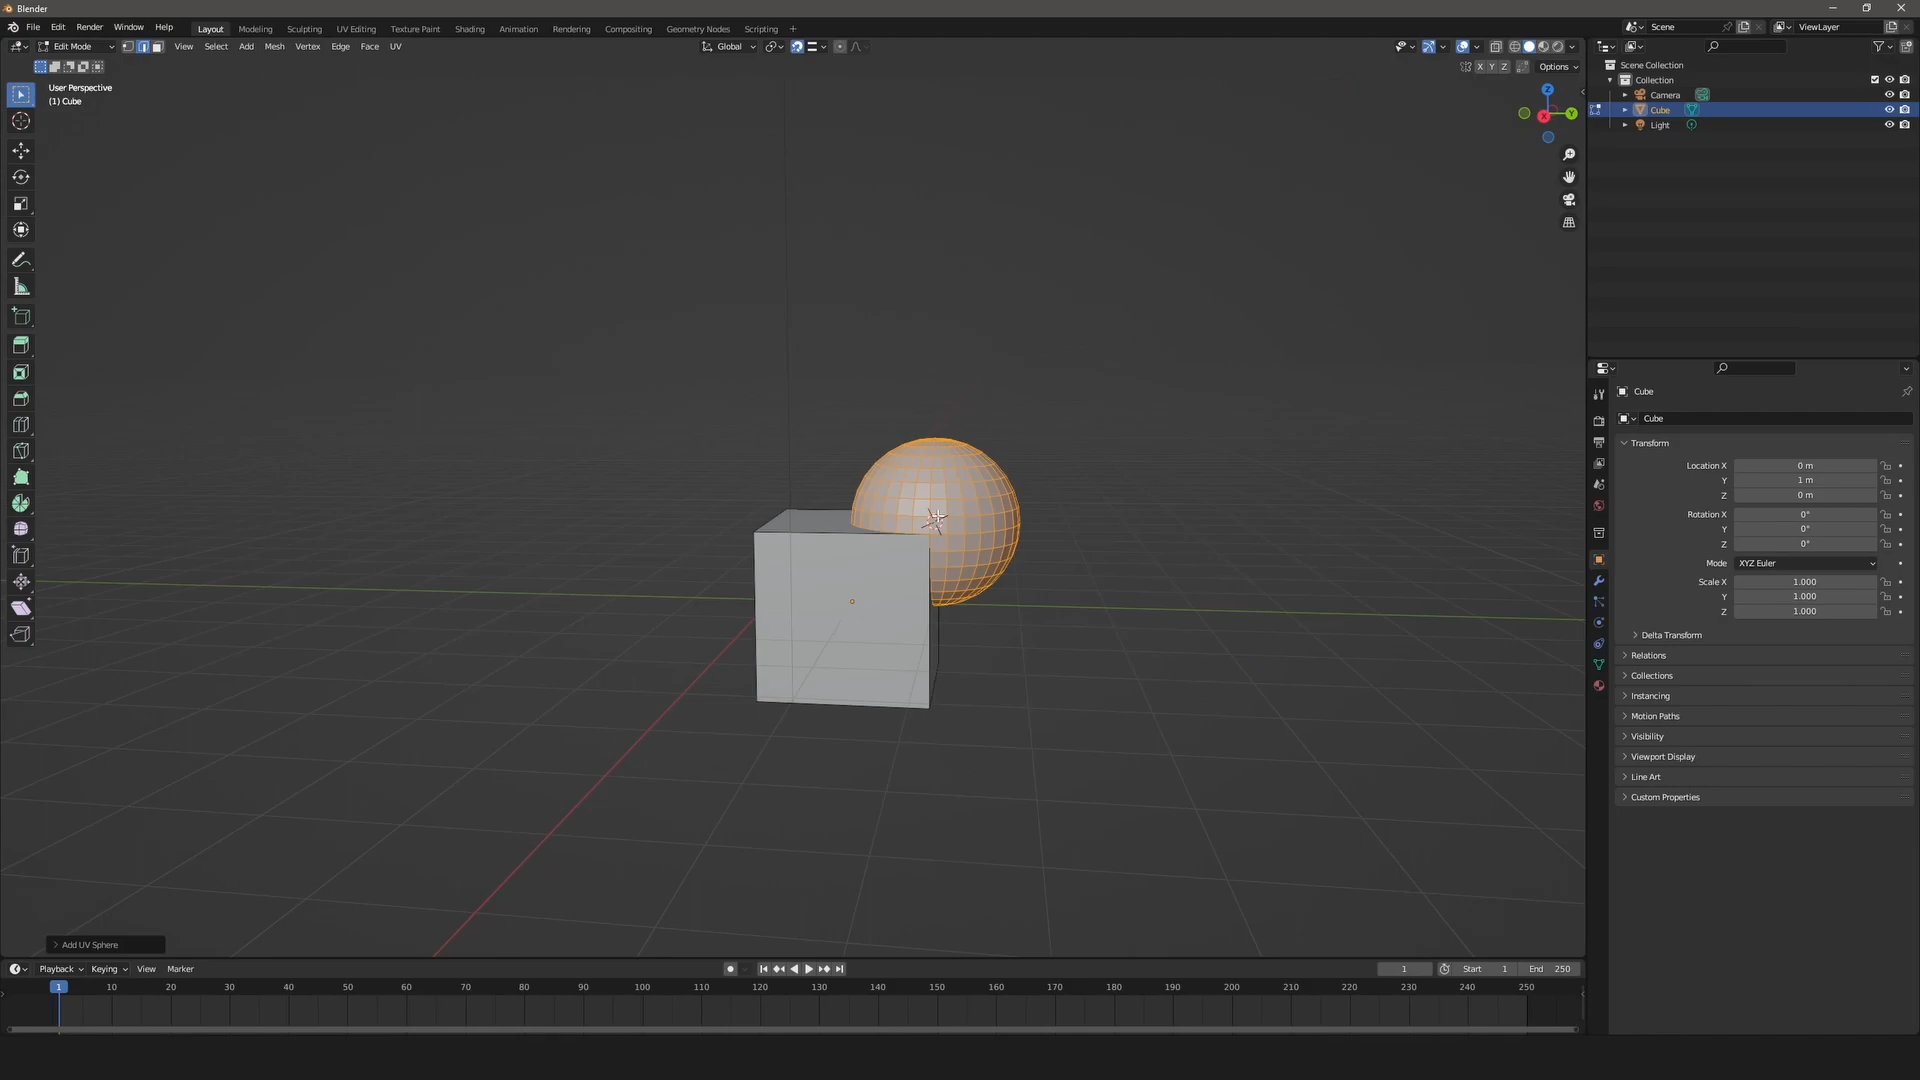 Blender
File Edit Render Window Help
Layout Modeling Sculpting UV Editing Texture Paint Shading Animation Rendering Compositing Geometry Nodes Scripting +
Scene
ViewLayer
Edit Mode View Select Add Mesh Vertex Edge Face UV
Global
X Y Z Options
User Perspective
(1) Cube
Z
Y
X
Scene Collection
Collection
Camera
Cube
Light
Cube
Cube
Transform
Location X 0 m
Y 1 m
Z 0 m
Rotation X 0°
Y 0°
Z 0°
Mode XYZ Euler
Scale X 1.000
Y 1.000
Z 1.000
Delta Transform
Relations
Collections
Instancing
Motion Paths
Visibility
Viewport Display
Line Art
Custom Properties
Add UV Sphere
Playback Keying View Marker
1 Start 1 End 250
1 10 20 30 40 50 60 70 80 90 100 110 120 130 140 150 160 170 180 190 200 210 220 230 240 250